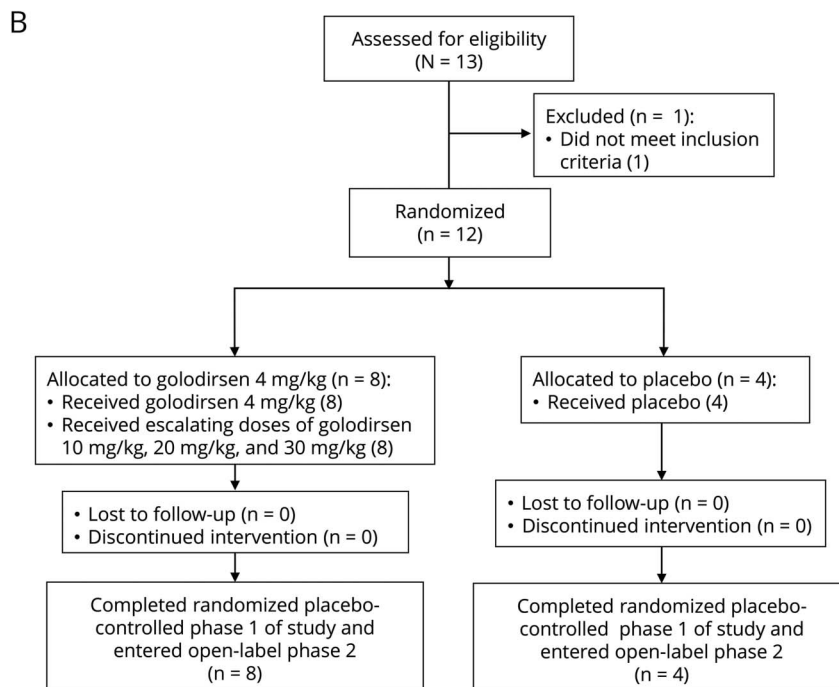 B
Assessed for eligibility
(N = 13)
Excluded (n = 1):
• Did not meet inclusion
criteria (1)
Randomized
(n = 12)
Allocated to golodirsen 4 mg/kg (n = 8):
• Received golodirsen 4 mg/kg (8)
• Received escalating doses of golodirsen
10 mg/kg, 20 mg/kg, and 30 mg/kg (8)
Allocated to placebo (n = 4):
• Received placebo (4)
• Lost to follow-up (n = 0)
• Discontinued intervention (n = 0)
• Lost to follow-up (n = 0)
• Discontinued intervention (n = 0)
Completed randomized placebo-
controlled phase 1 of study and
entered open-label phase 2
(n = 8)
Completed randomized placebo-
controlled phase 1 of study and
entered open-label phase 2
(n = 4)